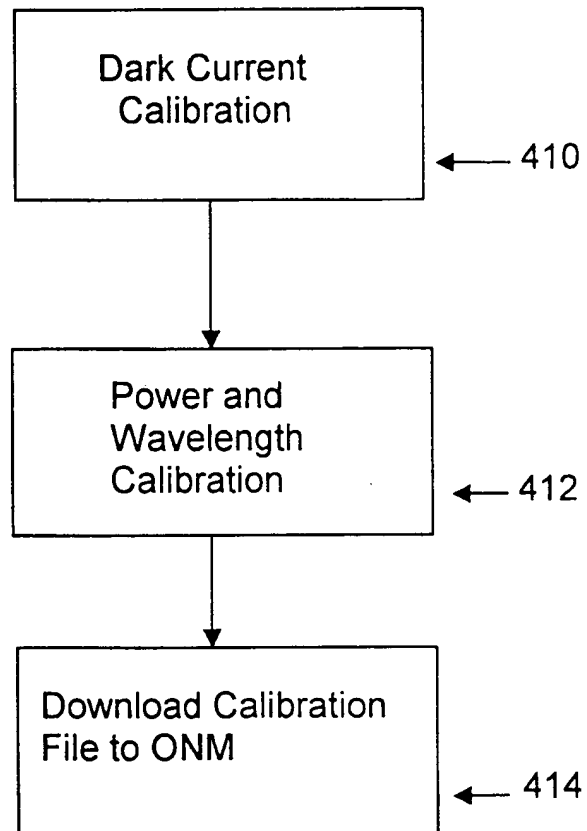 Dark Current
Calibration
410
Power and
Wavelength
Calibration
412
Download Calibration
File to ONM
414